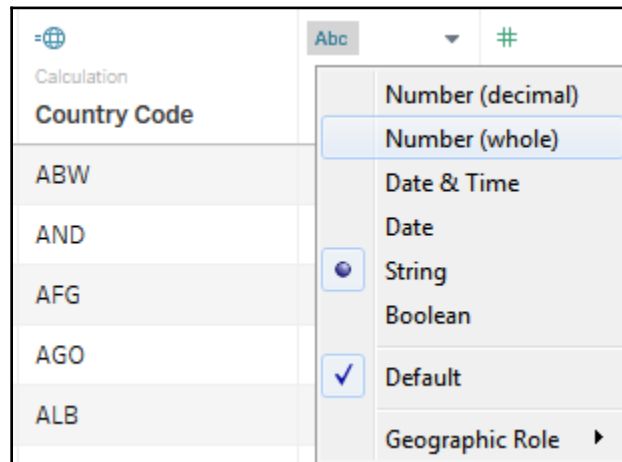 Abc
#
Calculation
Country Code
ABW
AND
AFG
AGO
ALB
Number (decimal)
Number (whole)
Date & Time
Date
String
Boolean
Default
Geographic Role